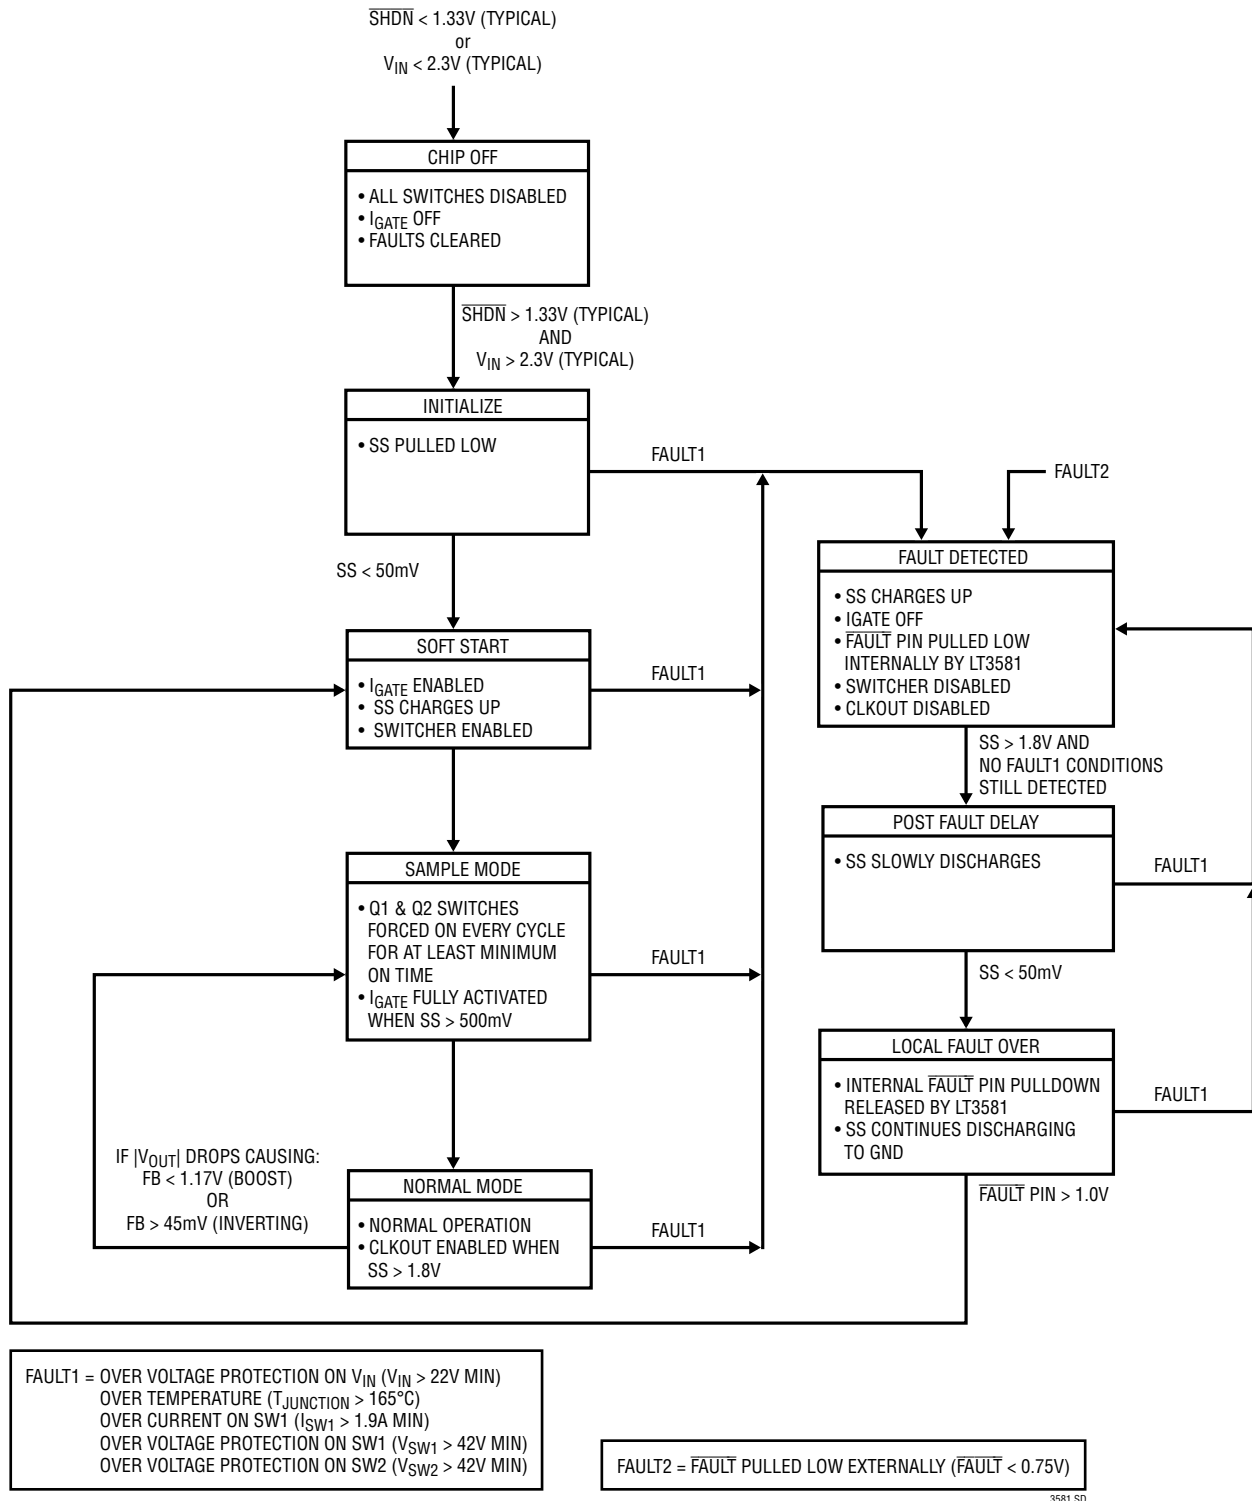 SHDN < 1.33V (TYPICAL)
or
VIN < 2.3V (TYPICAL)
CHIP OFF
• ALL SWITCHES DISABLED
• IGATE OFF
• FAULTS CLEARED
SHDN > 1.33V (TYPICAL)
AND
VIN > 2.3V (TYPICAL)
INITIALIZE
• SS PULLED LOW
FAULT1
FAULT2
SS < 50mV
FAULT DETECTED
• SS CHARGES UP
• IGATE OFF
• FAULT PIN PULLED LOW
INTERNALLY BY LT3581
• SWITCHER DISABLED
• CLKOUT DISABLED
SOFT START
• IGATE ENABLED
• SS CHARGES UP
• SWITCHER ENABLED
FAULT1
SS > 1.8V AND
NO FAULT1 CONDITIONS
STILL DETECTED
POST FAULT DELAY
• SS SLOWLY DISCHARGES
FAULT1
SAMPLE MODE
• Q1 & Q2 SWITCHES
FORCED ON EVERY CYCLE
FOR AT LEAST MINIMUM
ON TIME
• IGATE FULLY ACTIVATED
WHEN SS > 500mV
FAULT1
SS < 50mV
LOCAL FAULT OVER
• INTERNAL FAULT PIN PULLDOWN
RELEASED BY LT3581
• SS CONTINUES DISCHARGING
TO GND
FAULT1
FAULT PIN > 1.0V
IF |VOUT| DROPS CAUSING:
FB < 1.17V (BOOST)
OR
FB > 45mV (INVERTING)
NORMAL MODE
• NORMAL OPERATION
• CLKOUT ENABLED WHEN
SS > 1.8V
FAULT1
FAULT1 = OVER VOLTAGE PROTECTION ON VIN (VIN > 22V MIN)
OVER TEMPERATURE (TJUNCTION > 165°C)
OVER CURRENT ON SW1 (ISW1 > 1.9A MIN)
OVER VOLTAGE PROTECTION ON SW1 (VSW1 > 42V MIN)
OVER VOLTAGE PROTECTION ON SW2 (VSW2 > 42V MIN)
FAULT2 = FAULT PULLED LOW EXTERNALLY (FAULT < 0.75V)
3581 SD